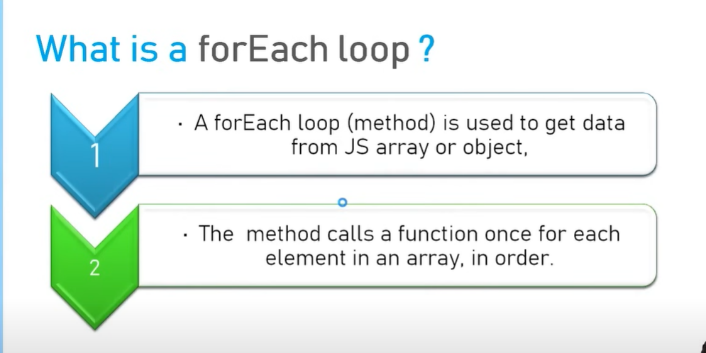 What is a forEach loop ?
1
· A forEach loop (method) is used to get data
from JS array or object,
2
· The method calls a function once for each
element in an array, in order.